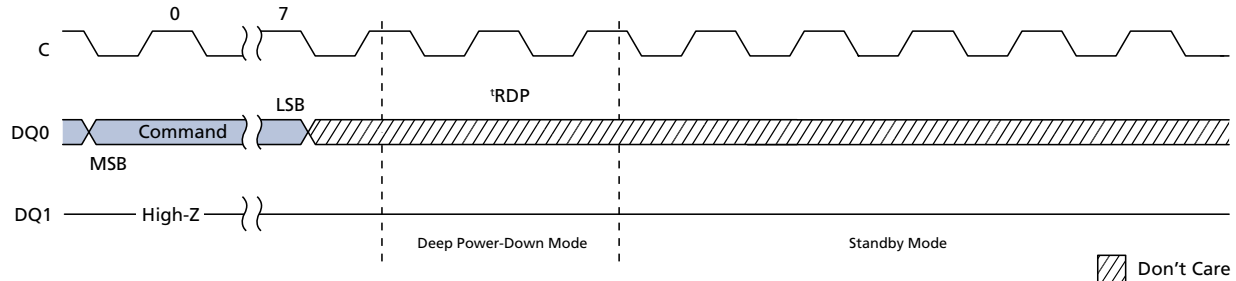 0 7
C
ᵗRDP
LSB
DQ0 Command
MSB
DQ1 High-Z
Deep Power-Down Mode Standby Mode
Don't Care